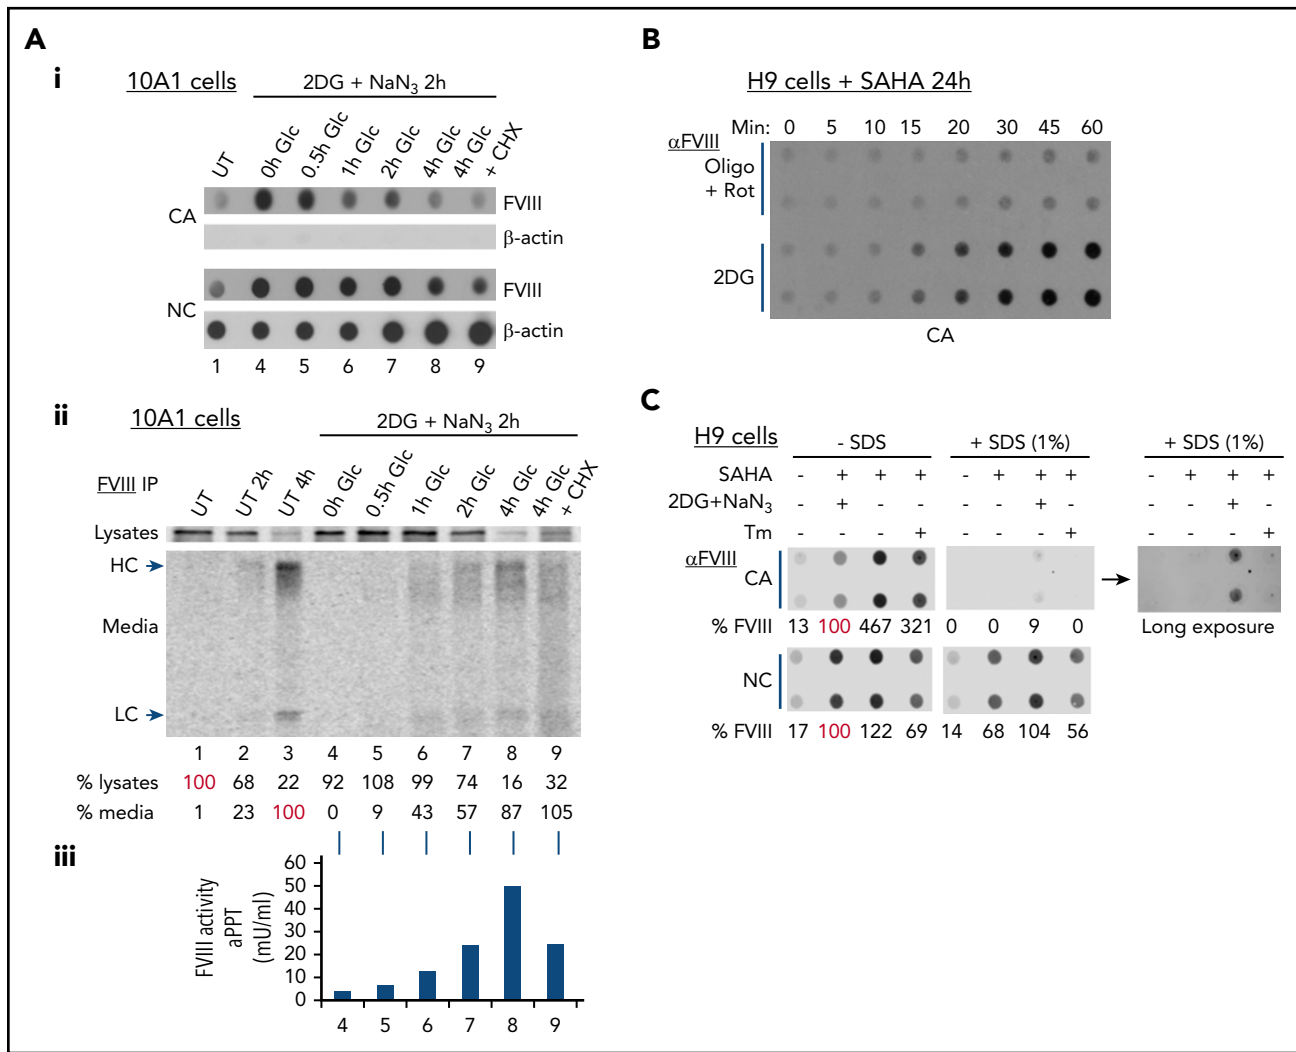 A
i
10A1 cells
2DG + NaN3 2h
UT
0h Glc
0.5h Glc
1h Glc
2h Glc
4h Glc
4h Glc + CHX
CA
FVIII
β-actin
NC
FVIII
β-actin
1 4 5 6 7 8 9
ii
10A1 cells
2DG + NaN3 2h
FVIII IP
UT
UT 2h
UT 4h
0h Glc
0.5h Glc
1h Glc
2h Glc
4h Glc
4h Glc + CHX
Lysates
HC
Media
LC
1 2 3 4 5 6 7 8 9
% lysates 100 68 22 92 108 99 74 16 32
% media 1 23 100 0 9 43 57 87 105
iii
FVIII activity
aPPT
(mU/ml)
60
50
40
30
20
10
0
4 5 6 7 8 9
B
H9 cells + SAHA 24h
Min: 0 5 10 15 20 30 45 60
αFVIII
Oligo
+ Rot
2DG
CA
C
H9 cells
- SDS + SDS (1%) + SDS (1%)
SAHA - + + + - + + + - + + +
2DG+NaN3 - + - - - - + - - - + -
Tm - - - + - - - + - - - +
αFVIII
CA
% FVIII 13 100 467 321 0 0 9 0
Long exposure
NC
% FVIII 17 100 122 69 14 68 104 56